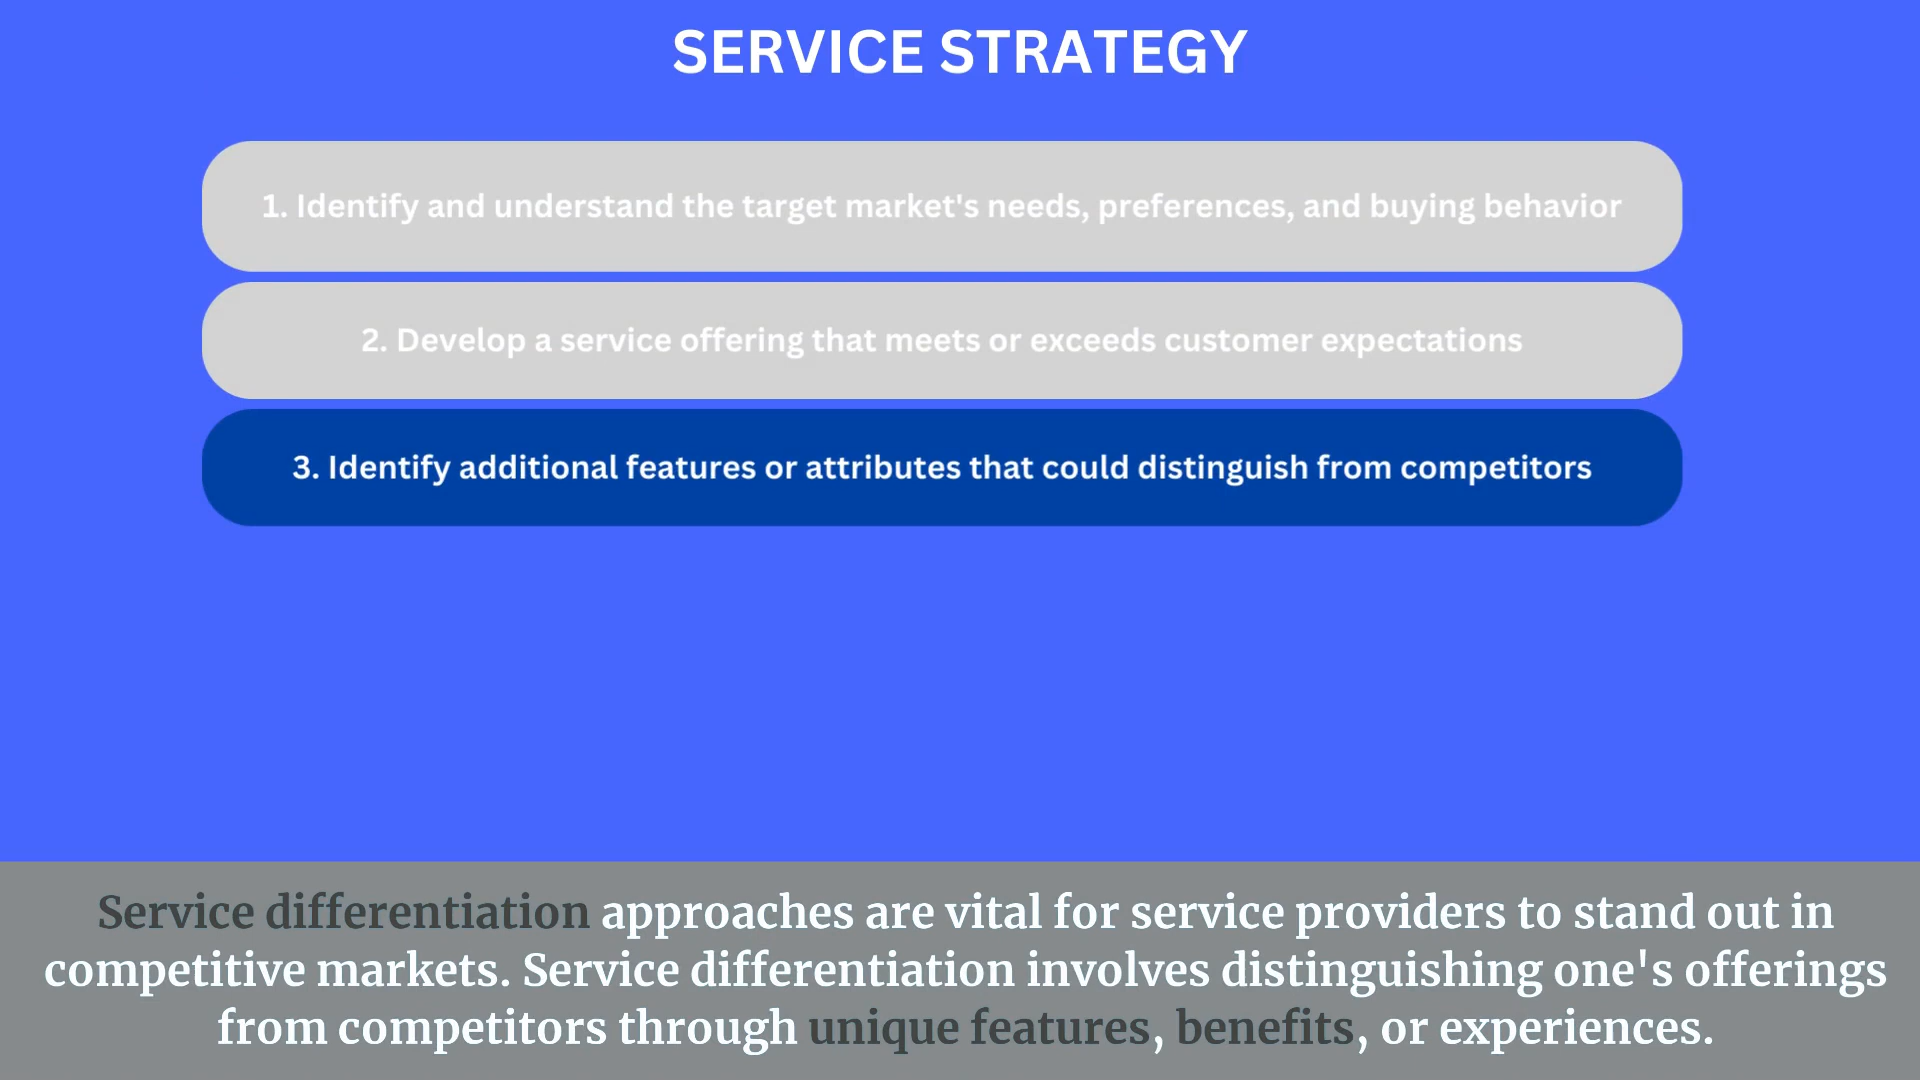 SERVICE STRATEGY
1. Identify and understand the target market's needs, preferences, and buying behavior
2. Develop a service offering that meets or exceeds customer expectations
3. Identify additional features or attributes that could distinguish from competitors
Service differentiation approaches are vital for service providers to stand out in
competitive markets. Service differentiation involves distinguishing one's offerings
from competitors through unique features, benefits, or experiences.